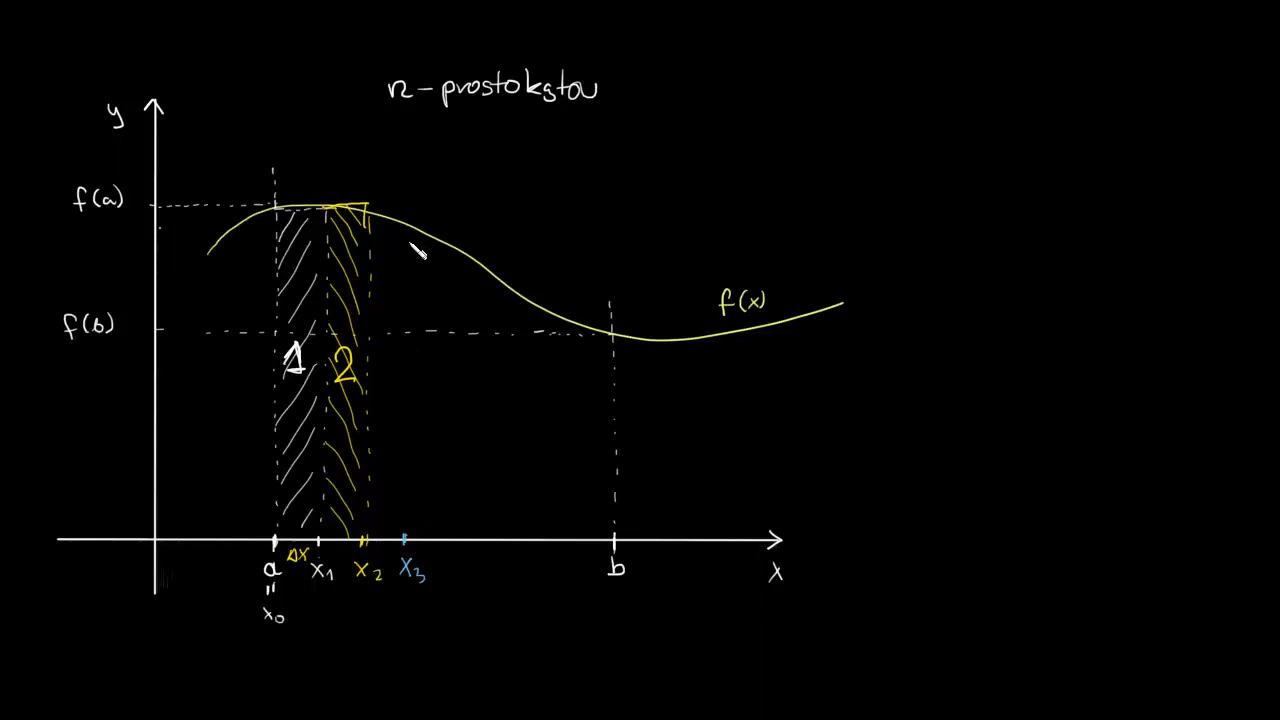 n - prostokątów
y
f(a)
f(x)
f(b)
1 2
Δx
a x₁ x₂ x₃ b x
"
x₀